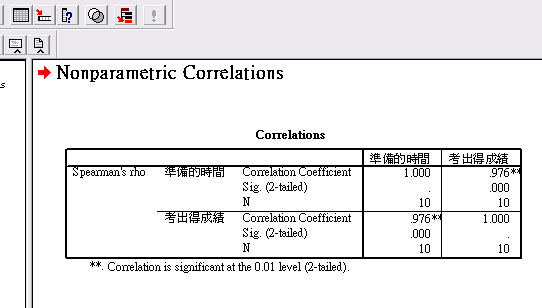 s
Nonparametric Correlations
Correlations
準備的時間 考出得成績
Spearman's rho 準備的時間 Correlation Coefficient 1.000 .976**
Sig. (2-tailed) . .000
N 10 10
考出得成績 Correlation Coefficient .976** 1.000
Sig. (2-tailed) .000 .
N 10 10
**. Correlation is significant at the 0.01 level (2-tailed).